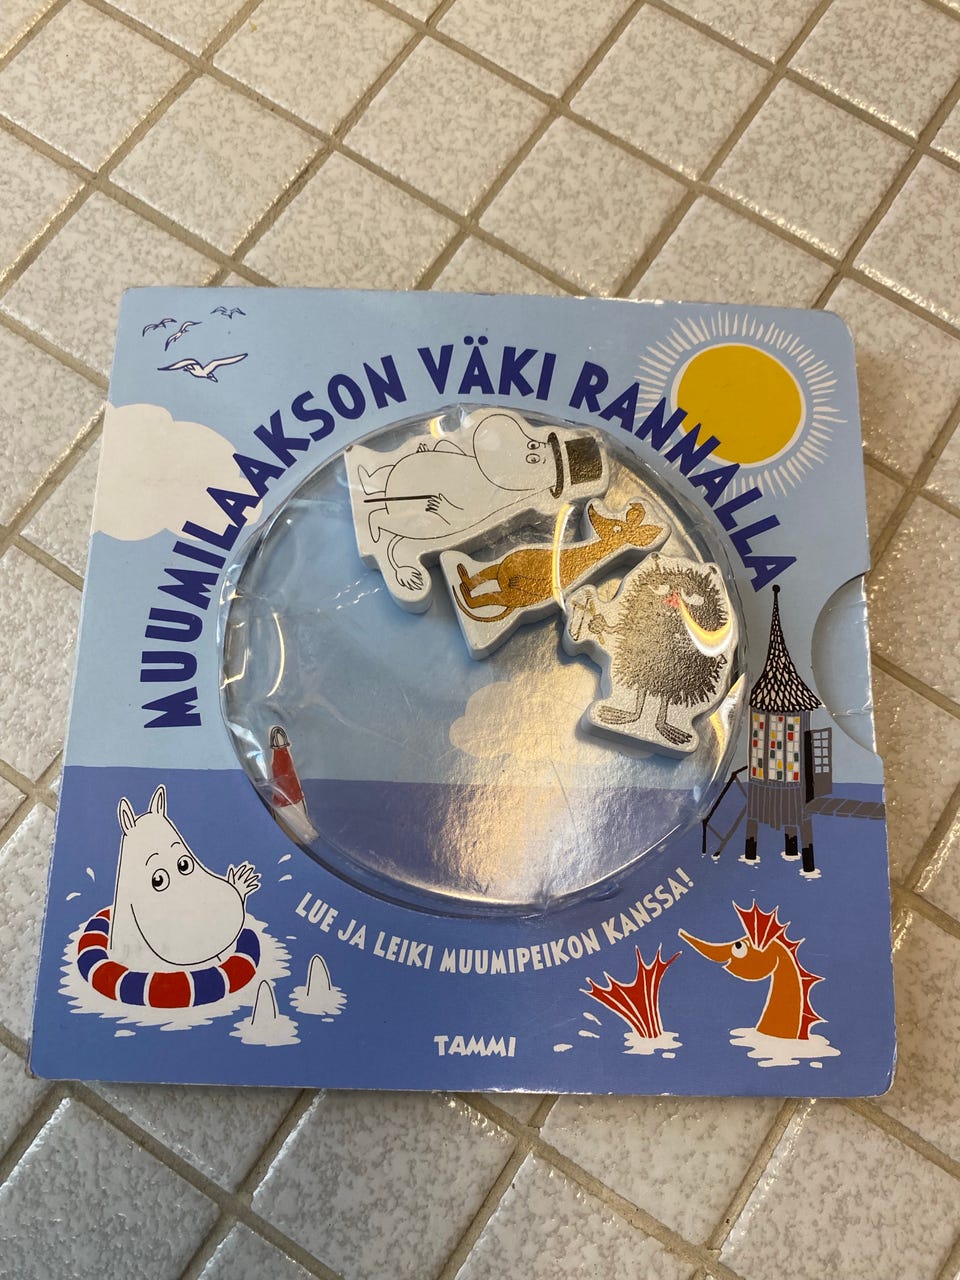 MUUMILAAKSON VÄKI RANNALLA
LUE JA LEIKI MUUMIPEIKON KANSSA!
TAMMI